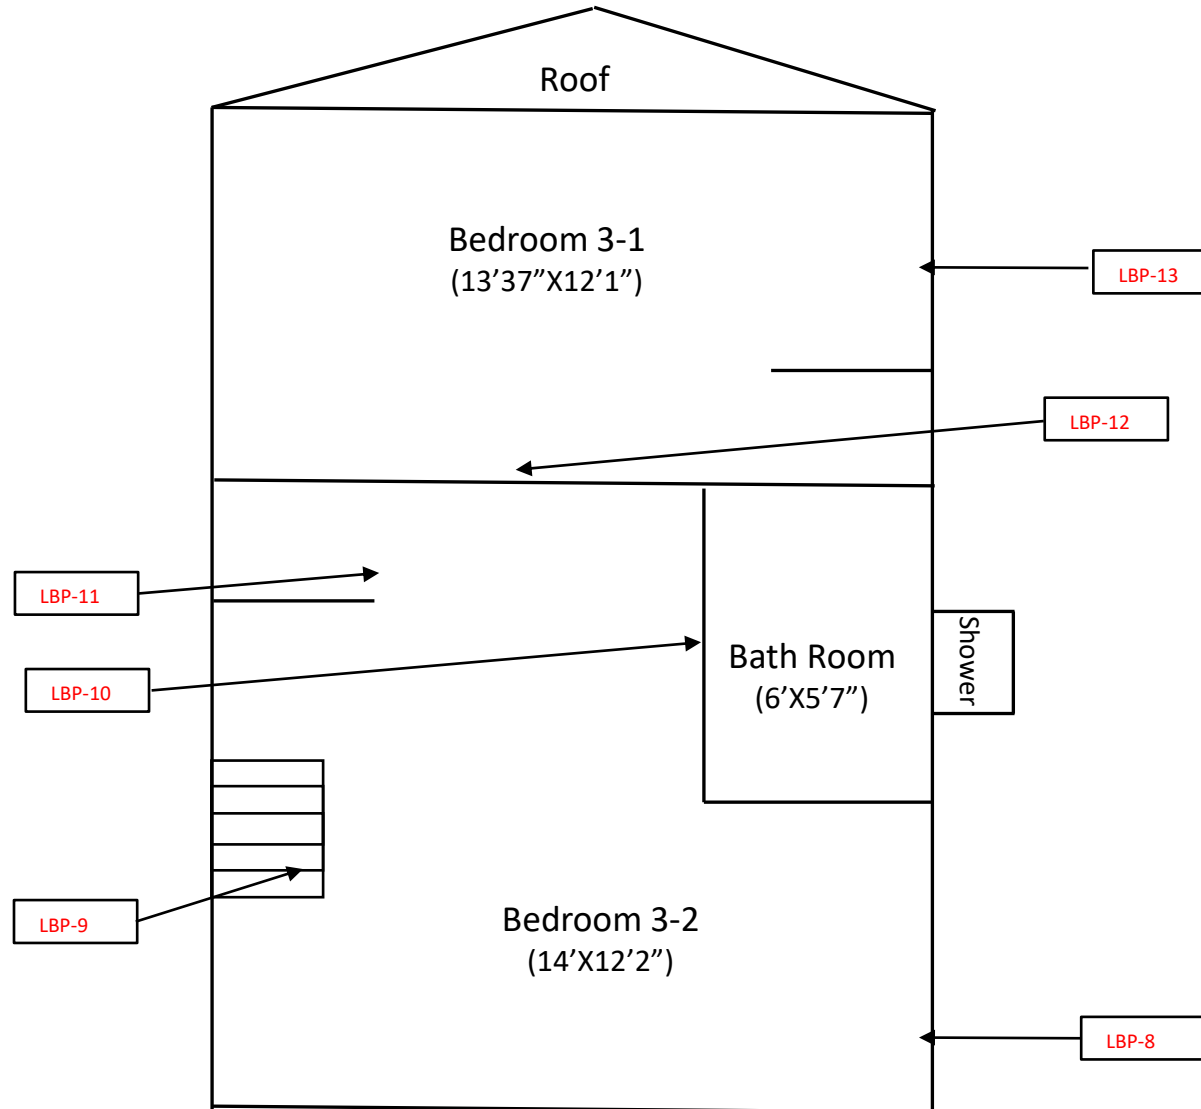 Roof
Bedroom 3-1
(13’37”X12’1”)
LBP-13
LBP-12
LBP-11
Shower
Bath Room
(6’X5’7”)
LBP-10
LBP-9
Bedroom 3-2
(14’X12’2”)
LBP-8